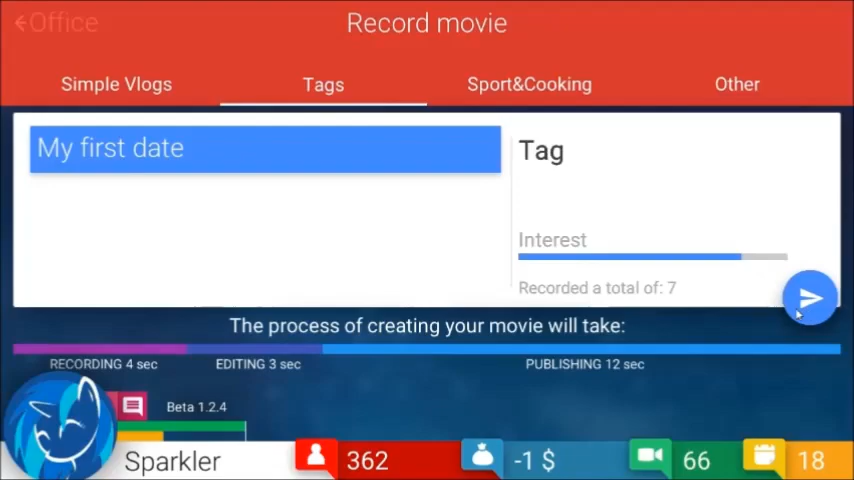 Office
Record movie
Simple Vlogs
Tags
Sport&Cooking
Other
My first date
Tag
Interest
Recorded a total of: 7
The process of creating your movie will take:
RECORDING 4 sec
EDITING 3 sec
PUBLISHING 12 sec
Beta 1.2.4
Sparkler
362
-1 $
66
18